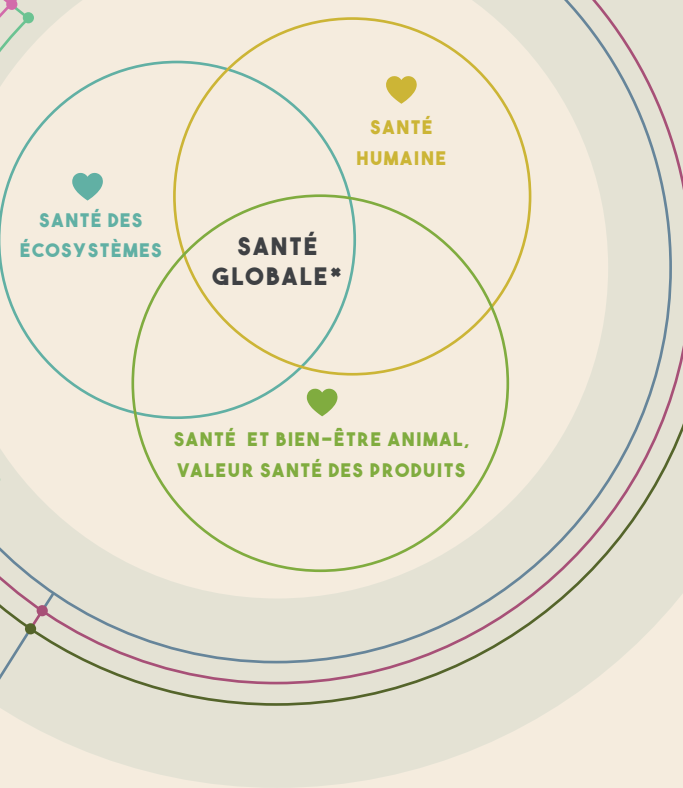 SANTÉ
HUMAINE
SANTÉ DES
ÉCOSYSTÈMES
SANTÉ
GLOBALE*
SANTÉ ET BIEN-ÊTRE ANIMAL,
VALEUR SANTÉ DES PRODUITS